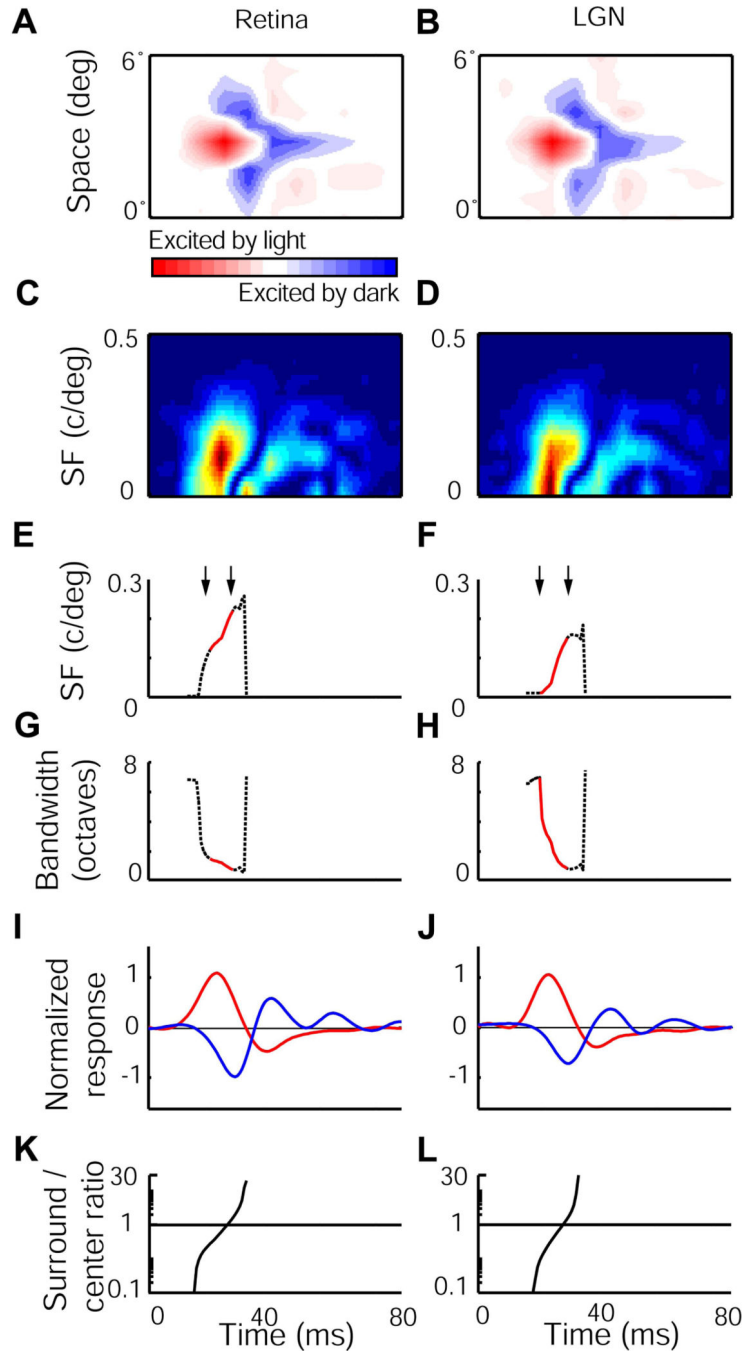 A Retina B LGN
6°
6°
Space (deg)
0°
0°
Excited by light
Excited by dark
C D
0.5
0.5
SF (c/deg)
0
0
E F
0.3
0.3
SF (c/deg)
0
0
G H
8
8
Bandwidth
(octaves)
0
0
I J
1
1
Normalized
response
0
0
-1
-1
K L
30
30
Surround /
center ratio
1
1
0.1
0.1
0 40 80
0 40 80
Time (ms)
Time (ms)